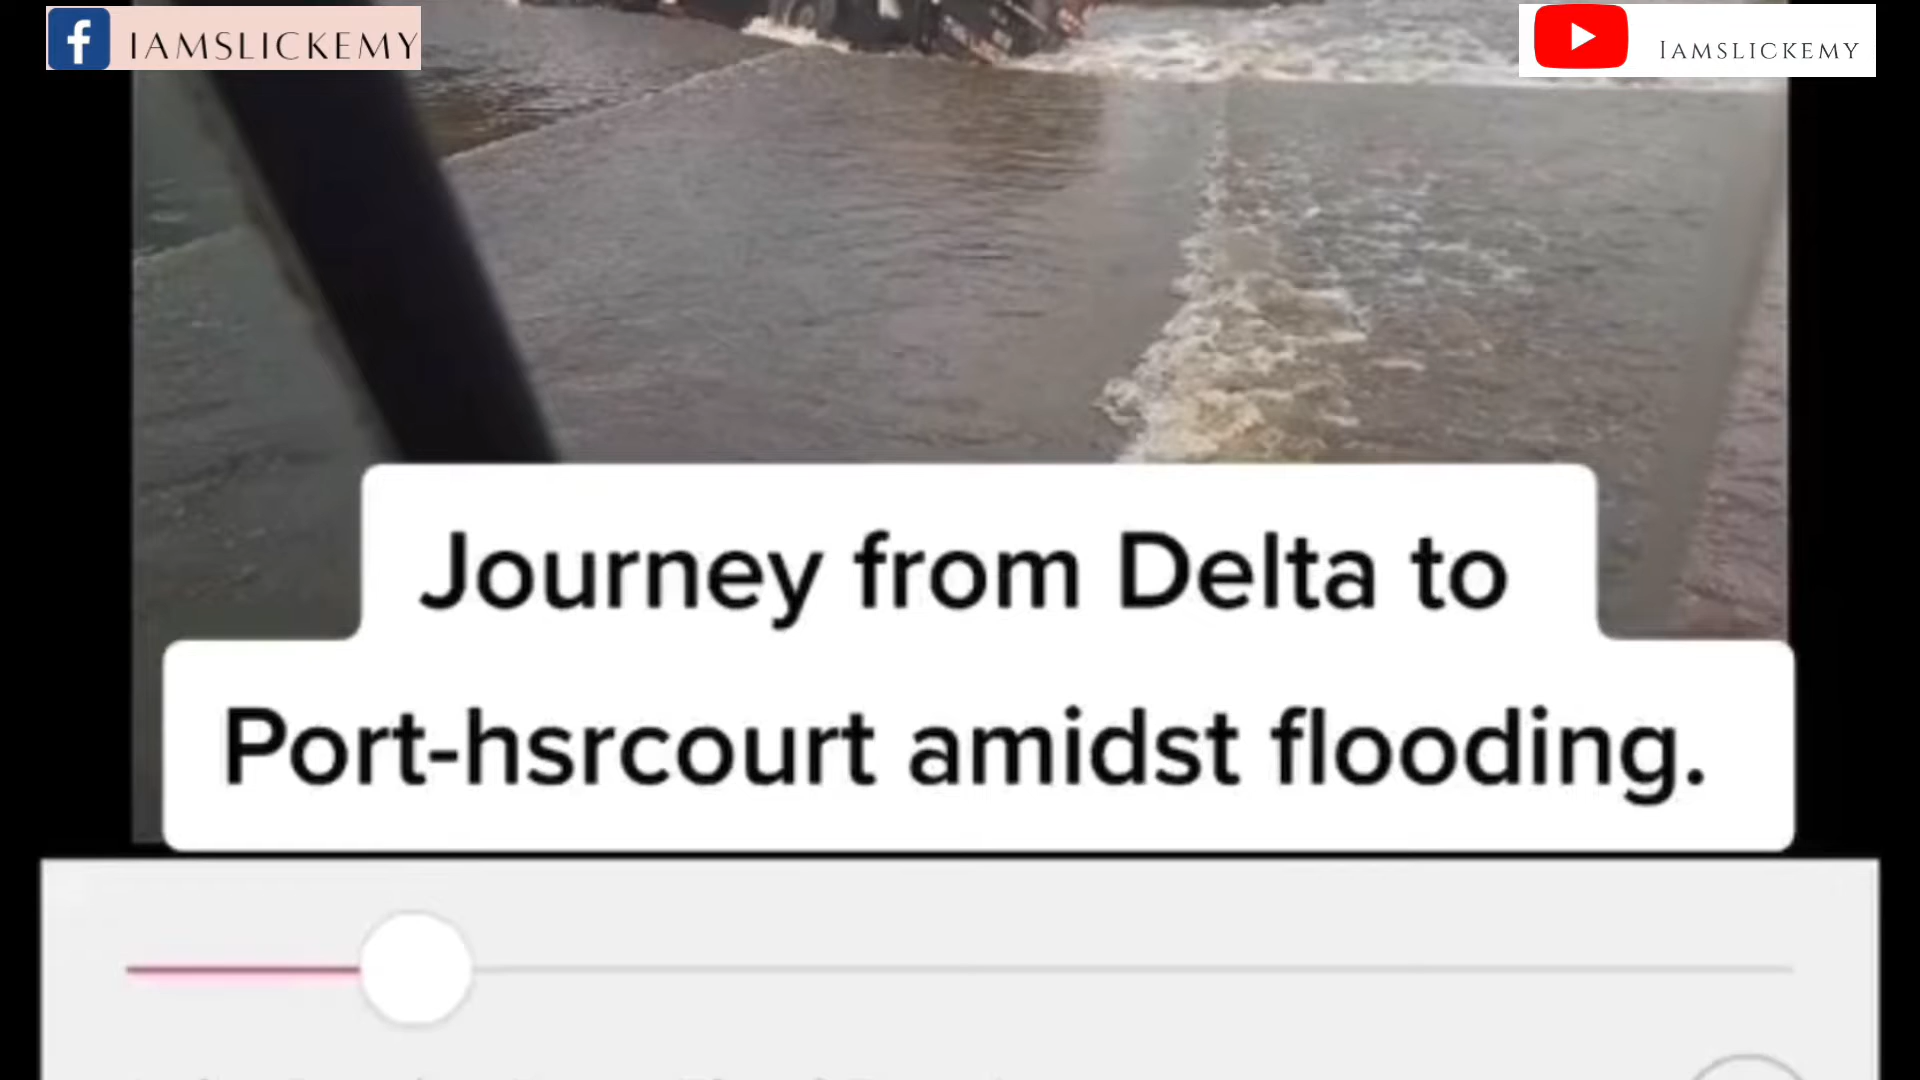 IAMSLICKEMY
IAMSLICKEMY
Journey from Delta to
Port-hsrcourt amidst flooding.